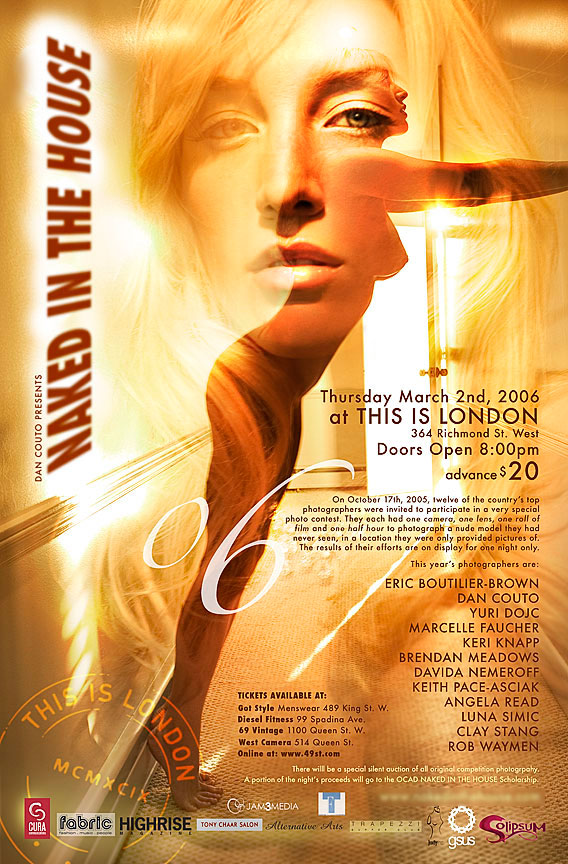 NAKED IN THE HOUSE
DAN COUTO PRESENTS
Thursday March 2nd, 2006
at THIS IS LONDON
364 Richmond St. West
Doors Open 8:00pm
advance $20
06
On October 17th, 2005, twelve of the country's top
photographers were invited to participate in a very special
photo contest. They each had one camera, one lens, one roll of
film and one half hour to photograph a nude model they had
never seen, in a location they were only provided pictures of.
The results of their efforts are on display for one night only.
This year's photographers are:
ERIC BOUTILIER-BROWN
DAN COUTO
YURI DOJC
MARCELLE FAUCHER
KERI KNAPP
BRENDAN MEADOWS
DAVIDA NEMEROFF
KEITH PACE-ASCIAK
ANGELA READ
LUNA SIMIC
CLAY STANG
ROB WAYMEN
TICKETS AVAILABLE AT:
Got Style Menswear 489 King St. W.
Diesel Fitness 99 Spadina Ave.
69 Vintage 1100 Queen St. W.
West Camera 514 Queen St.
Online at: www.49st.com
THIS IS LONDON
MCMXCIX
There will be a special silent auction of all original competition photogrpahy.
A portion of the night's proceeds will go to the OCAD NAKED IN THE HOUSE Scholarship.
CURA
fabric
fashion . music . people
HIGHRISE
MAGAZINE
JAM3MEDIA
TONY CHAAR SALON
Alternative Arts
T
TRAPEZZI
body
gsus
SOLIPSUM